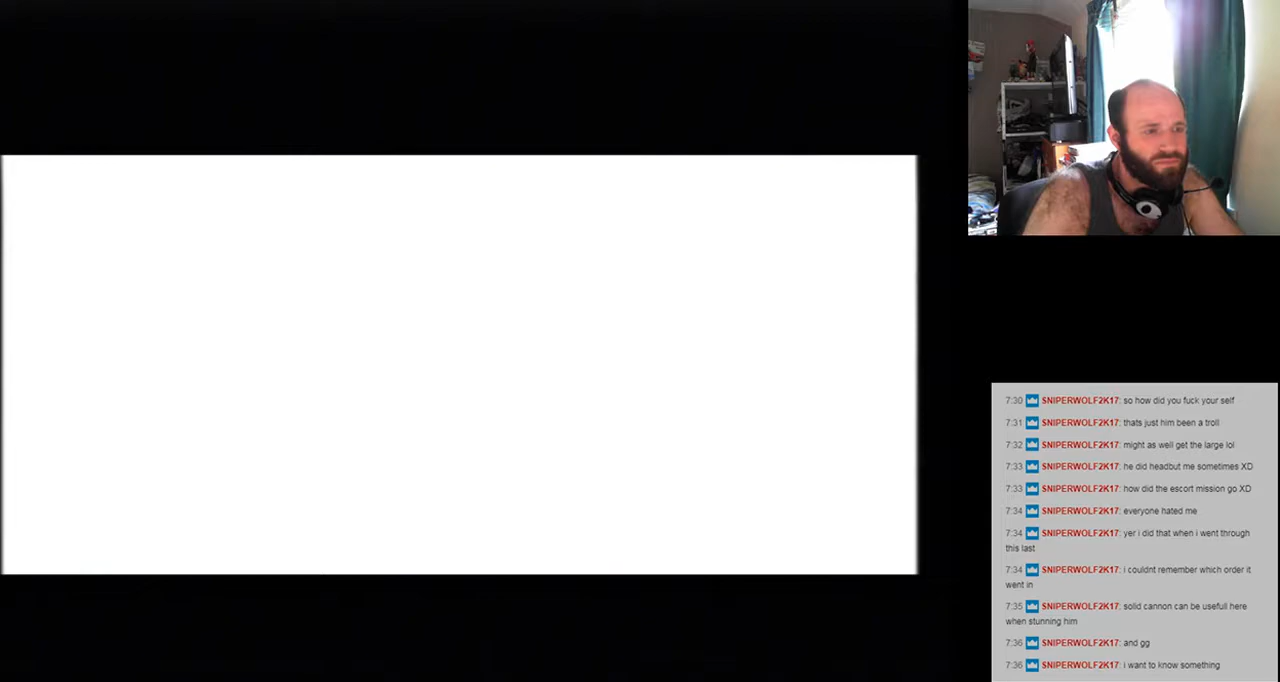 7:30 SNIPERWOLF2K17: so how did you fuck your self
7:31 SNIPERWOLF2K17: thats just him been a troll
7:32 SNIPERWOLF2K17: might as well get the large lol
7:33 SNIPERWOLF2K17: he did headbut me sometimes XD
7:33 SNIPERWOLF2K17: how did the escort mission go XD
7:34 SNIPERWOLF2K17: everyone hated me
7:34 SNIPERWOLF2K17: yer i did that when i went through
this last
7:34 SNIPERWOLF2K17: i couldnt remember which order it
went in
7:35 SNIPERWOLF2K17: solid cannon can be usefull here
when stunning him
7:36 SNIPERWOLF2K17: and gg
7:36 SNIPERWOLF2K17: i want to know something